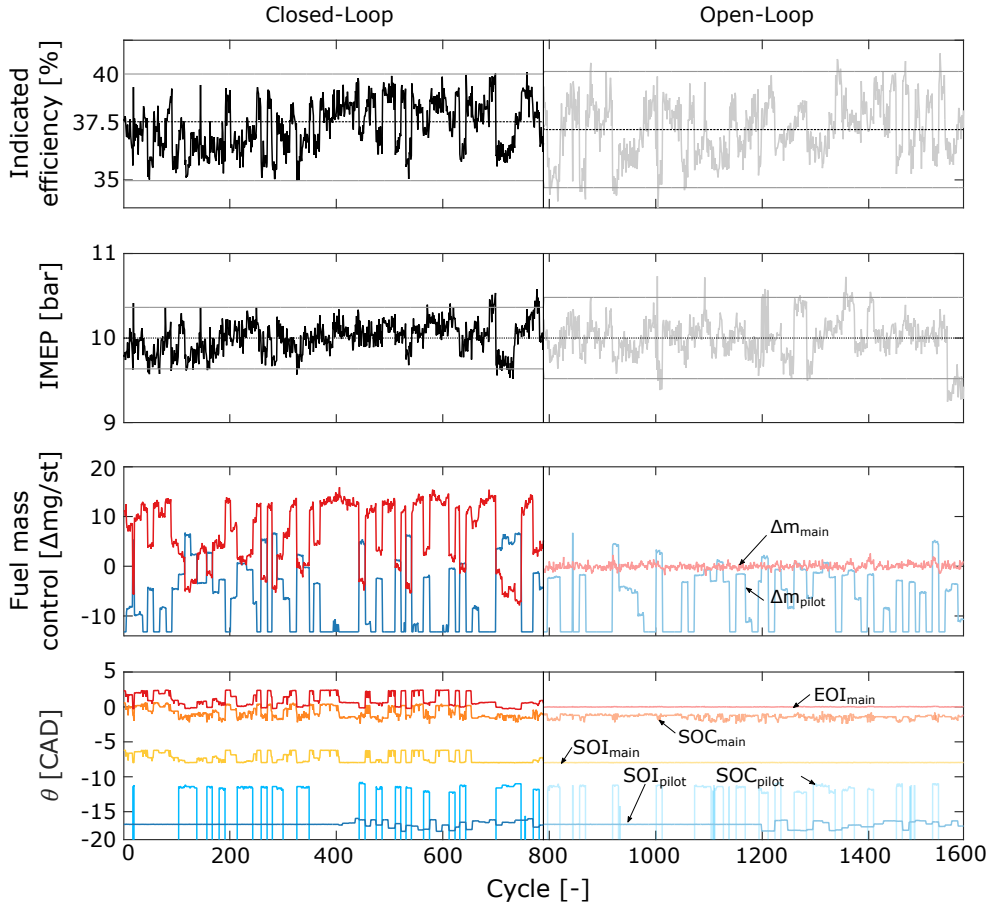 Closed-Loop Open-Loop
Indicated
efficiency [%]
40
37.5
35
IMEP [bar]
11
10
9
Fuel mass
control [Δmg/st]
20
10
0
-10
Δm_main
Δm_pilot
θ [CAD]
5
0
-5
-10
-15
-20
EOI_main
SOC_main
SOI_main
SOI_pilot SOC_pilot
0 200 400 600 800 1000 1200 1400 1600
Cycle [-]